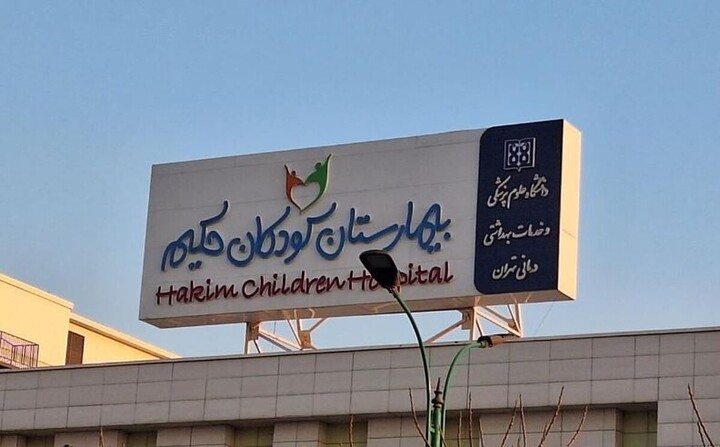 بیمارستان کودکان حکیم
Hakim Children Hospital
دانشگاه علوم پزشکی
و خدمات بهداشتی
درمانی تهران